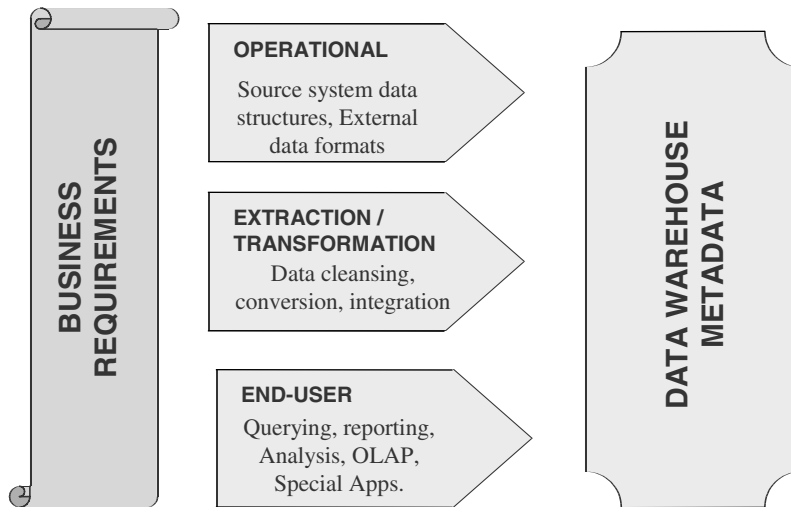 BUSINESS
REQUIREMENTS
OPERATIONAL
Source system data
structures, External
data formats
EXTRACTION /
TRANSFORMATION
Data cleansing,
conversion, integration
END-USER
Querying, reporting,
Analysis, OLAP,
Special Apps.
DATA WAREHOUSE
METADATA